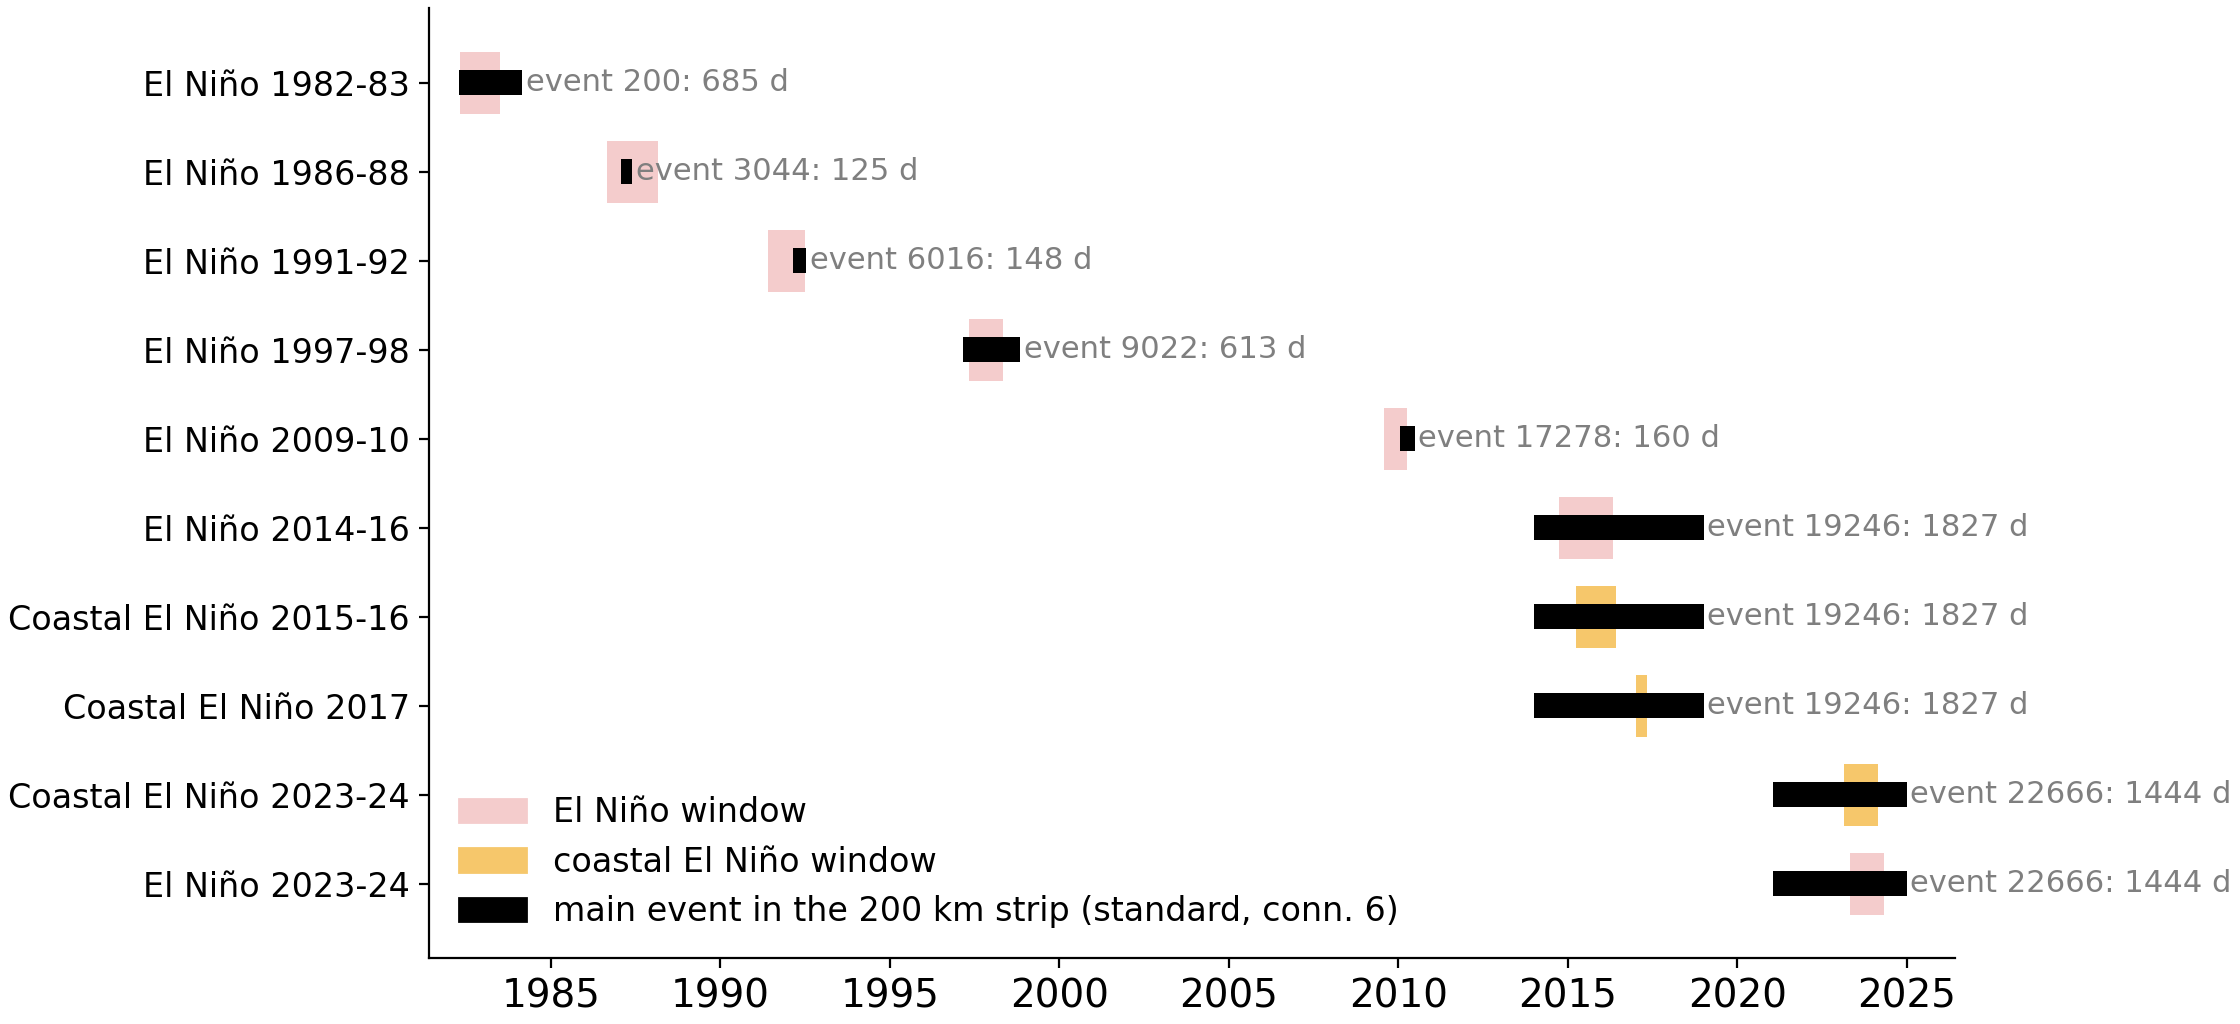 El Niño 1982-83
event 200: 685 d
El Niño 1986-88
event 3044: 125 d
El Niño 1991-92
event 6016: 148 d
El Niño 1997-98
event 9022: 613 d
El Niño 2009-10
event 17278: 160 d
El Niño 2014-16
event 19246: 1827 d
Coastal El Niño 2015-16
event 19246: 1827 d
Coastal El Niño 2017
event 19246: 1827 d
Coastal El Niño 2023-24
event 22666: 1444 d
El Niño 2023-24
event 22666: 1444 d
El Niño window
coastal El Niño window
main event in the 200 km strip (standard, conn. 6)
1985 1990 1995 2000 2005 2010 2015 2020 2025